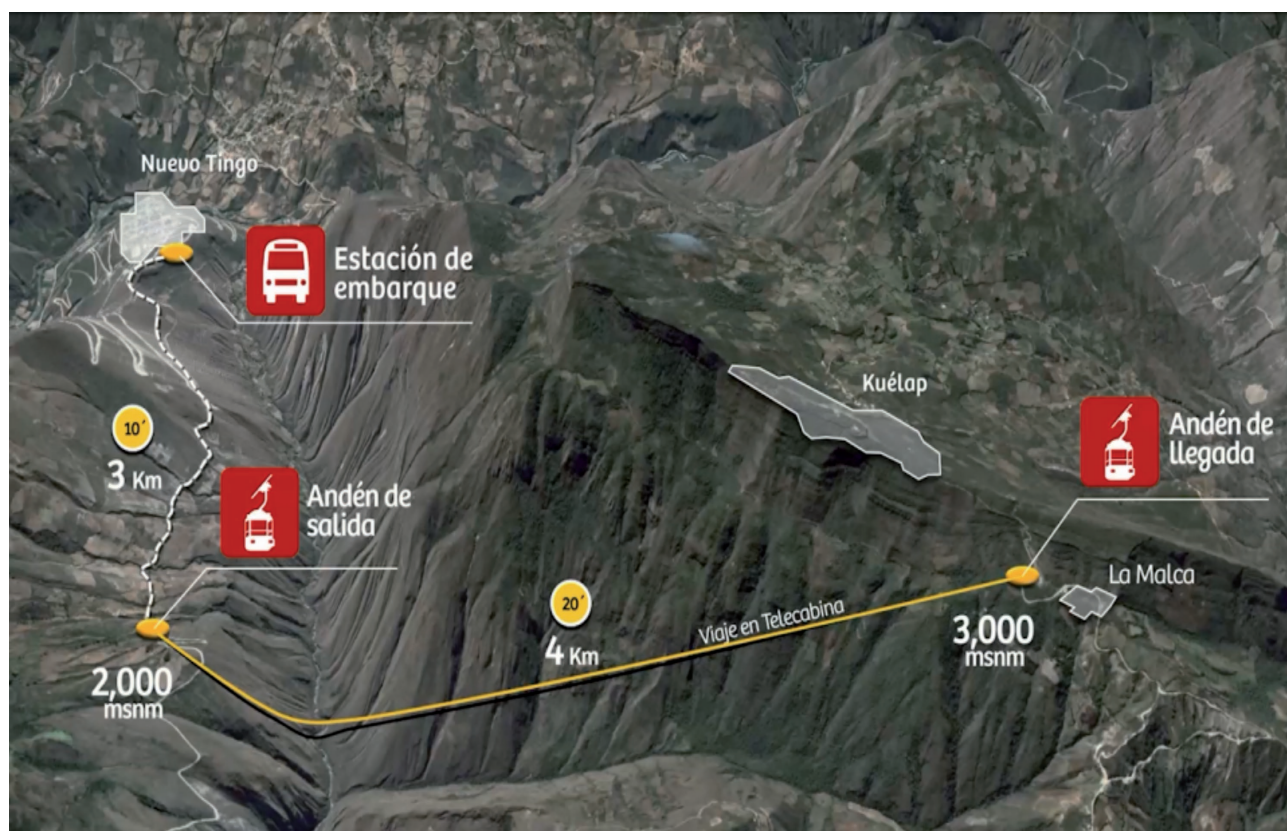 Nuevo Tingo
Estación de
embarque
Kuélap
Andén de
llegada
10´
3 Km
Andén de
salida
20´
4 Km
Viaje en Telecabina
La Malca
3,000
msnm
2,000
msnm